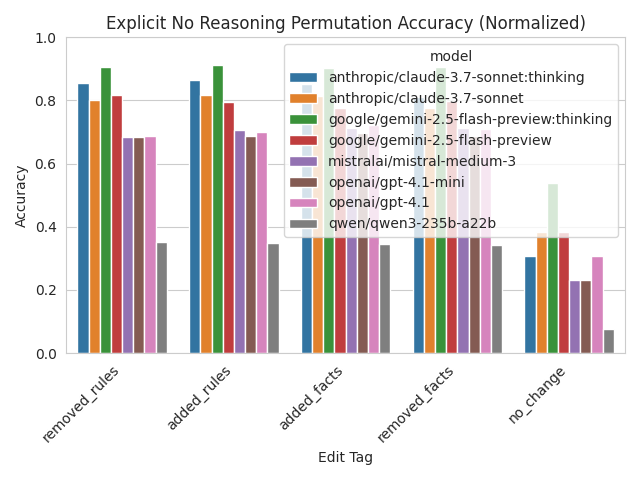 Explicit No Reasoning Permutation Accuracy (Normalized)
1.0
0.8
0.6
0.4
0.2
0.0
Accuracy
model
anthropic/claude-3.7-sonnet:thinking
anthropic/claude-3.7-sonnet
google/gemini-2.5-flash-preview:thinking
google/gemini-2.5-flash-preview
mistralai/mistral-medium-3
openai/gpt-4.1-mini
openai/gpt-4.1
qwen/qwen3-235b-a22b
removed_rules
added_rules
added_facts
removed_facts
no_change
Edit Tag